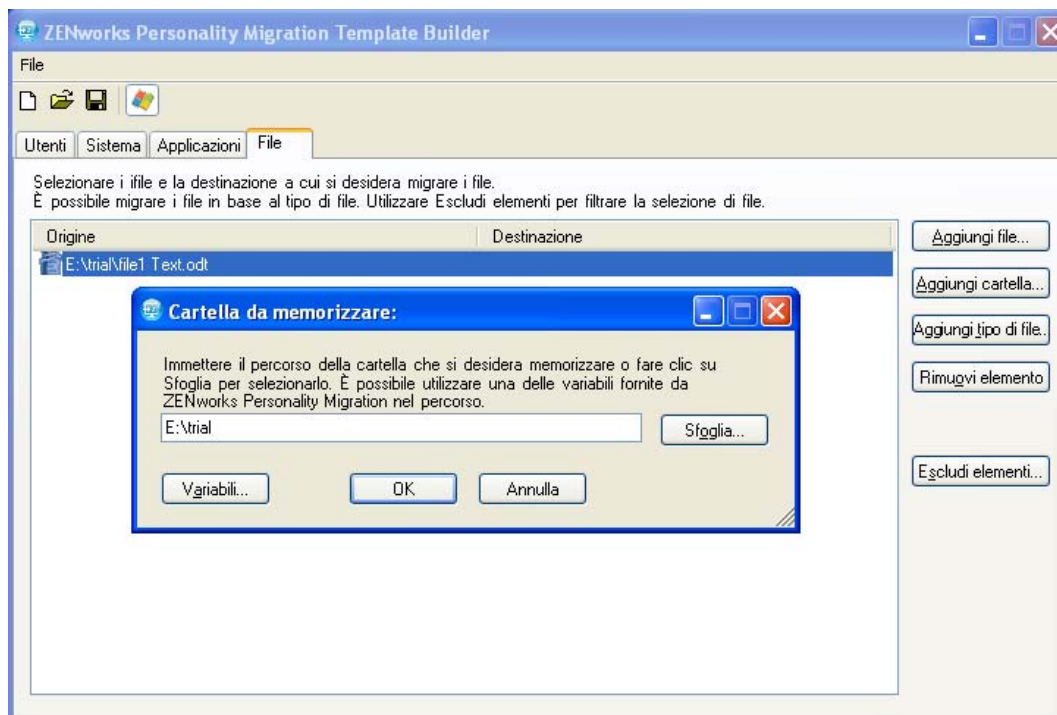 ZENworks Personality Migration Template Builder
File
Utenti Sistema Applicazioni File
Selezionare i ifile e la destinazione a cui si desidera migrare i file.
È possibile migrare i file in base al tipo di file. Utilizzare Escludi elementi per filtrare la selezione di file.
Origine Destinazione
E:\trial\file1 Text.odt
Aggiungi file...
Aggiungi cartella...
Aggiungi tipo di file..
Rimuovi elemento
Escludi elementi...
Cartella da memorizzare:
Immettere il percorso della cartella che si desidera memorizzare o fare clic su
Sfoglia per selezionarlo. È possibile utilizzare una delle variabili fornite da
ZENworks Personality Migration nel percorso.
E:\trial
Sfoglia...
Variabili... OK Annulla